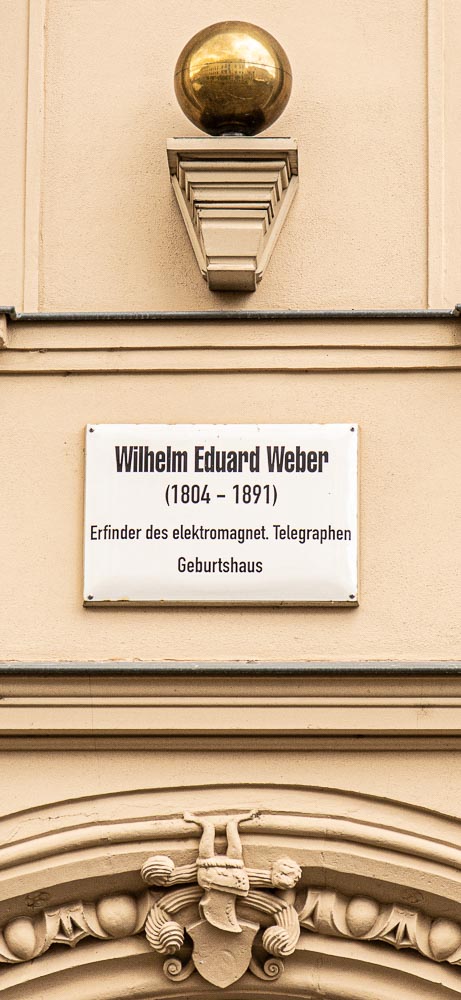 Wilhelm Eduard Weber
(1804 - 1891)
Erfinder des elektromagnet. Telegraphen
Geburtshaus